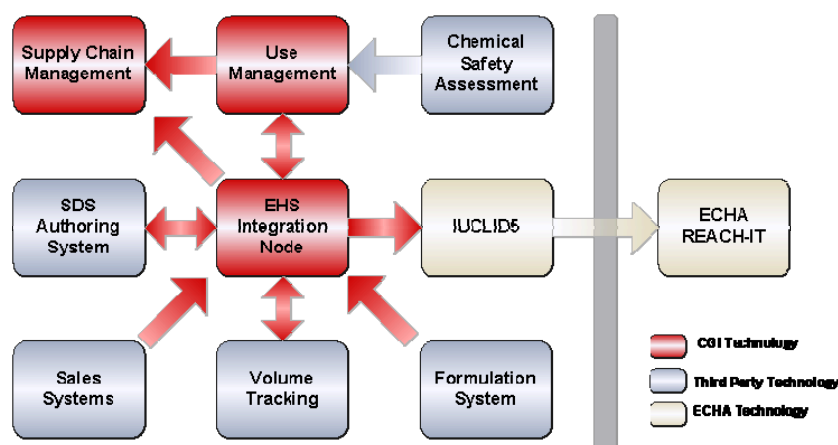 Supply Chain
Management
Use
Management
Chemical
Safety
Assessment
SDS
Authoring
System
EHS
Integration
Node
IUCLID5
ECHA
REACH-IT
CGI Technology
Third Party Technology
ECHA Technology
Sales
Systems
Volume
Tracking
Formulation
System